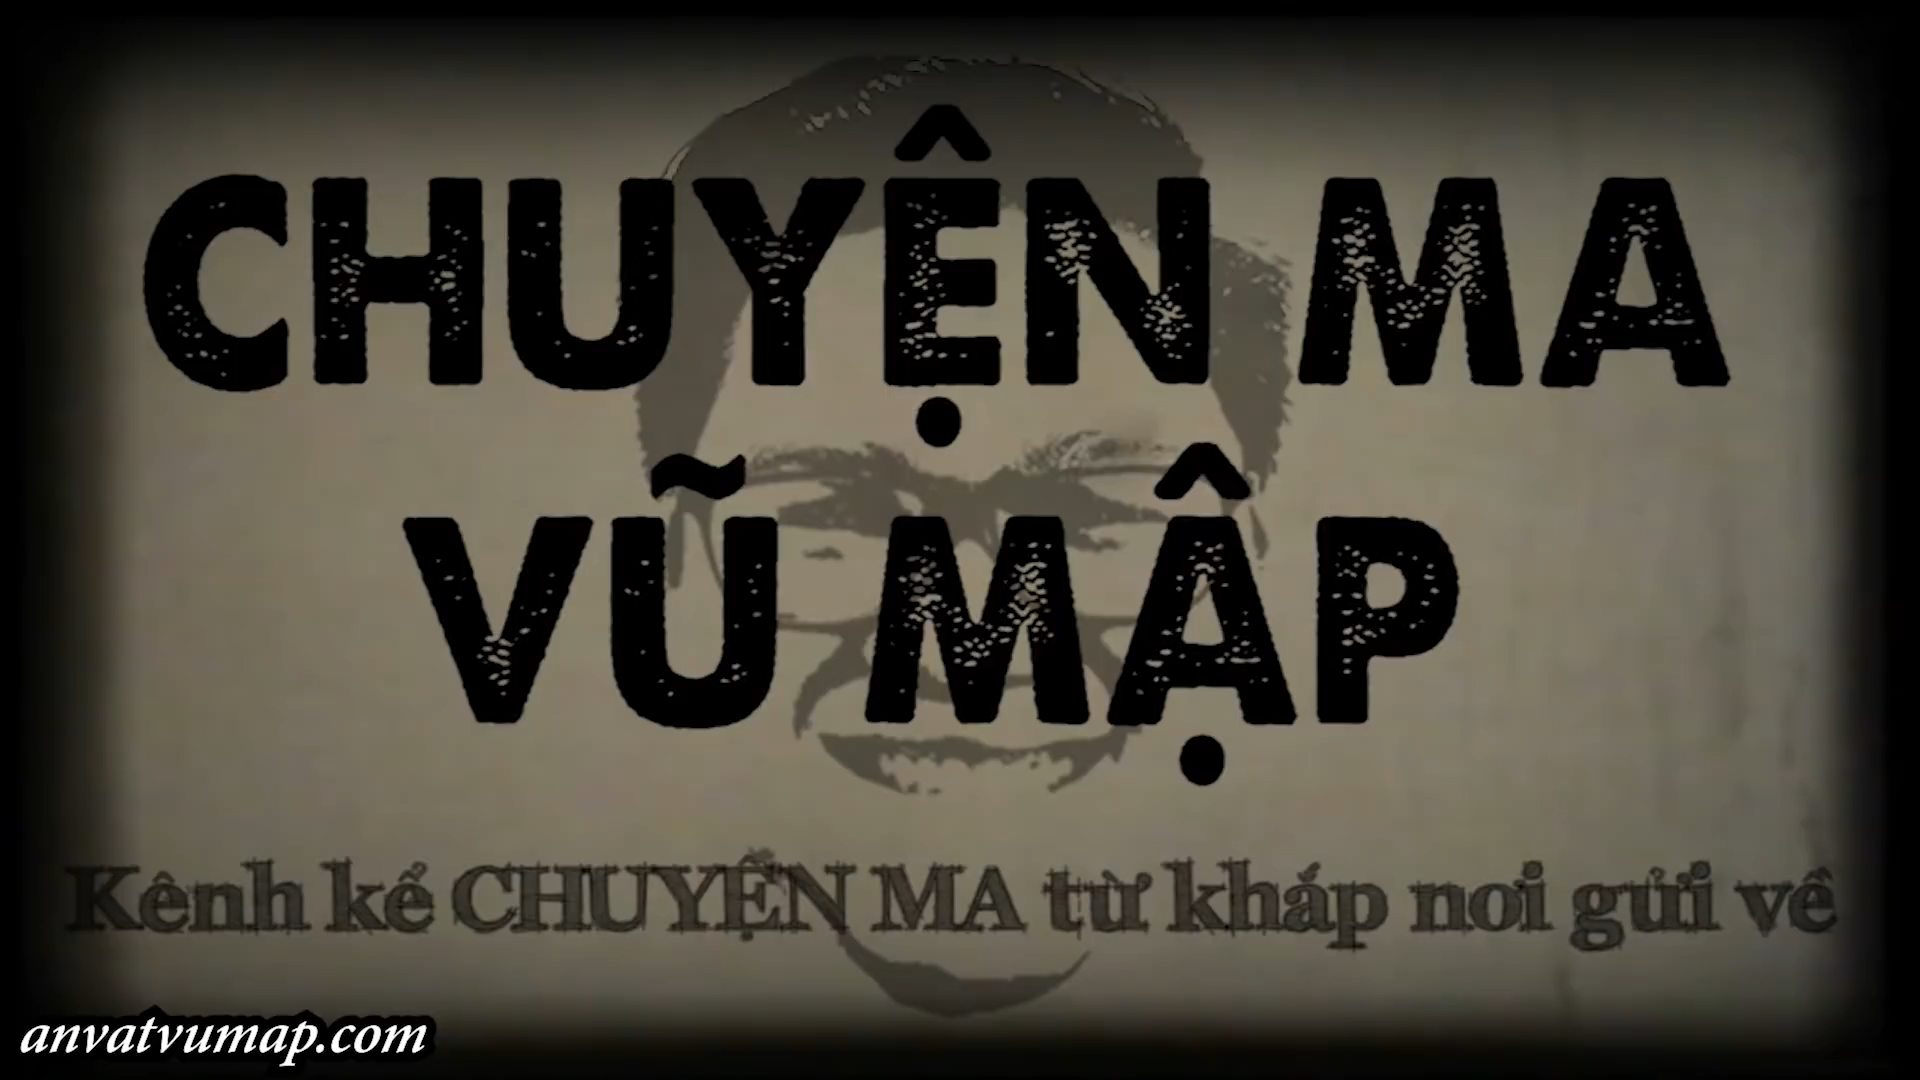 CHUYỆN MA
VŨ MẬP
Kênh kể CHUYỆN MA từ khắp nơi gửi về
anvatvumap.com